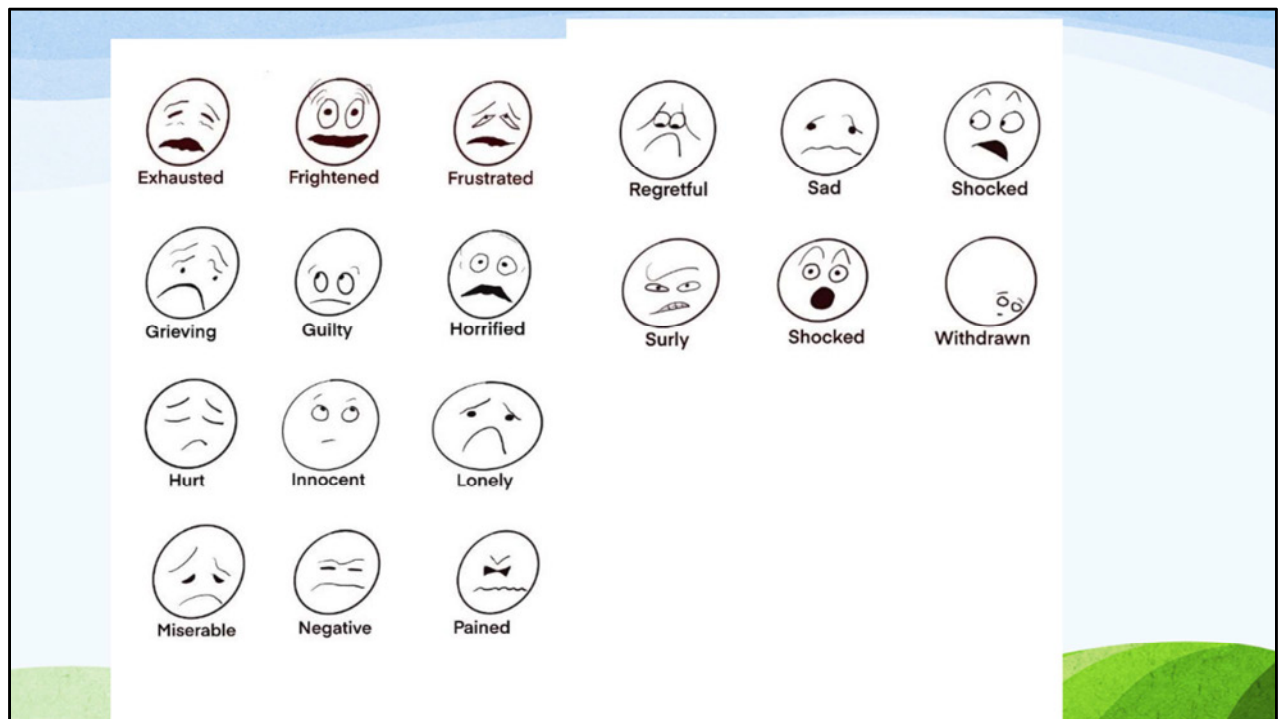 Exhausted Frightened Frustrated
Grieving Guilty Horrified
Hurt Innocent Lonely
Miserable Negative Pained
Regretful Sad Shocked
Surly Shocked Withdrawn